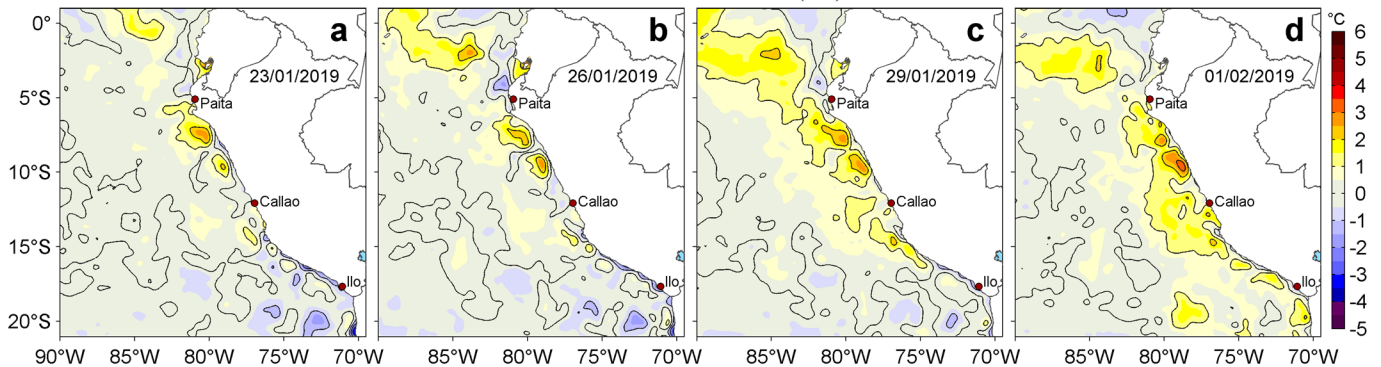 a
b
c
d
°C
0°
5°S
10°S
15°S
20°S
23/01/2019
26/01/2019
29/01/2019
01/02/2019
Paita
Paita
Paita
Paita
Callao
Callao
Callao
Callao
Ilo
Ilo
Ilo
Ilo
6
5
4
3
2
1
0
-1
-2
-3
-4
-5
90°W 85°W 80°W 75°W 70°W
85°W 80°W 75°W 70°W
85°W 80°W 75°W 70°W
85°W 80°W 75°W 70°W